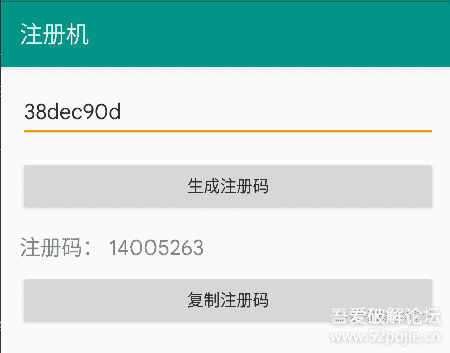 注册机
38dec90d
生成注册码
注册码： 14005263
复制注册码
吾爱破解论坛
www.52pojie.cn